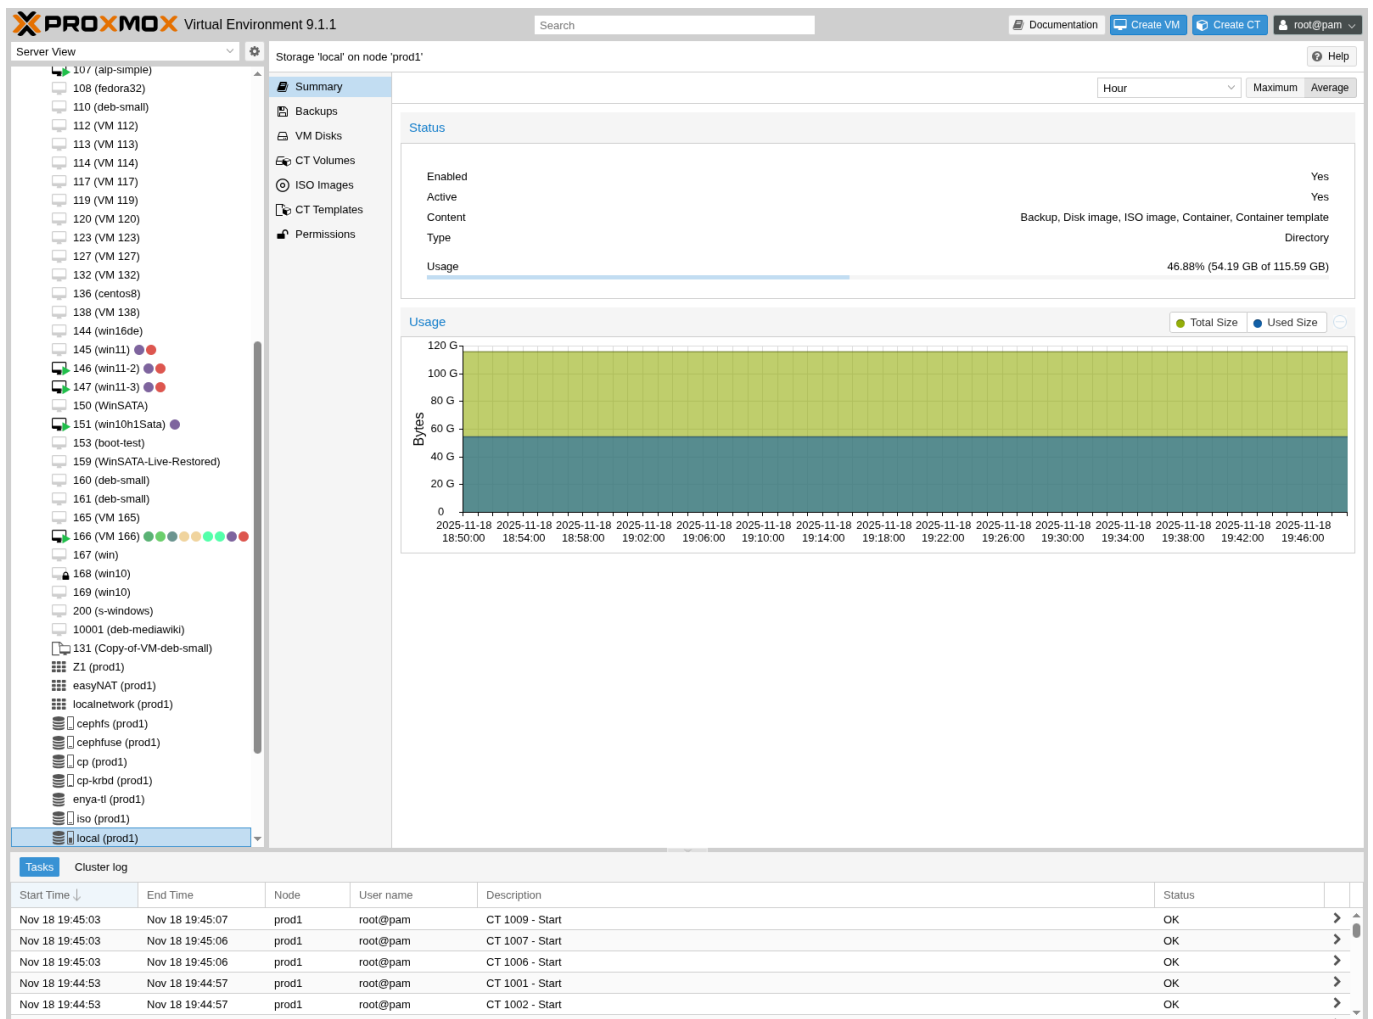 PROXMOX Virtual Environment 9.1.1
Search
Documentation
Create VM
Create CT
root@pam
Server View
107 (alp-simple)
108 (fedora32)
110 (deb-small)
112 (VM 112)
113 (VM 113)
114 (VM 114)
117 (VM 117)
119 (VM 119)
120 (VM 120)
123 (VM 123)
127 (VM 127)
132 (VM 132)
136 (centos8)
138 (VM 138)
144 (win16de)
145 (win11)
146 (win11-2)
147 (win11-3)
150 (WinSATA)
151 (win10h1Sata)
153 (boot-test)
159 (WinSATA-Live-Restored)
160 (deb-small)
161 (deb-small)
165 (VM 165)
166 (VM 166)
167 (win)
168 (win10)
169 (win10)
200 (s-windows)
10001 (deb-mediawiki)
131 (Copy-of-VM-deb-small)
Z1 (prod1)
easyNAT (prod1)
localnetwork (prod1)
cephfs (prod1)
cephfuse (prod1)
cp (prod1)
cp-krbd (prod1)
enya-tl (prod1)
iso (prod1)
local (prod1)
Storage 'local' on node 'prod1'
Help
Summary
Backups
VM Disks
CT Volumes
ISO Images
CT Templates
Permissions
Hour
Maximum
Average
Status
Enabled Yes
Active Yes
Content Backup, Disk image, ISO image, Container, Container template
Type Directory
Usage 46.88% (54.19 GB of 115.59 GB)
Usage
Total Size
Used Size
Bytes
120 G
100 G
80 G
60 G
40 G
20 G
0
2025-11-18 2025-11-18 2025-11-18 2025-11-18 2025-11-18 2025-11-18 2025-11-18 2025-11-18 2025-11-18 2025-11-18 2025-11-18 2025-11-18 2025-11-18 2025-11-18 2025-11-18
18:50:00 18:54:00 18:58:00 19:02:00 19:06:00 19:10:00 19:14:00 19:18:00 19:22:00 19:26:00 19:30:00 19:34:00 19:38:00 19:42:00 19:46:00
Tasks
Cluster log
Start Time End Time Node User name Description Status
Nov 18 19:45:03 Nov 18 19:45:07 prod1 root@pam CT 1009 - Start OK
Nov 18 19:45:03 Nov 18 19:45:06 prod1 root@pam CT 1007 - Start OK
Nov 18 19:45:03 Nov 18 19:45:06 prod1 root@pam CT 1006 - Start OK
Nov 18 19:44:53 Nov 18 19:44:57 prod1 root@pam CT 1001 - Start OK
Nov 18 19:44:53 Nov 18 19:44:57 prod1 root@pam CT 1002 - Start OK